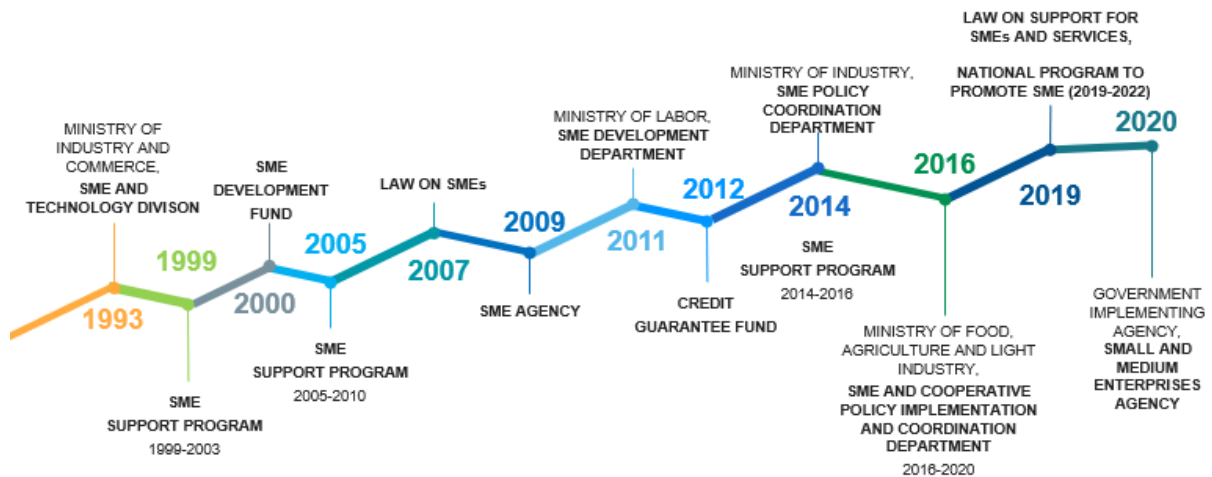 MINISTRY OF
INDUSTRY AND
COMMERCE,
SME AND
TECHNOLOGY DIVISON
1993
1999
SME
SUPPORT PROGRAM
1999-2003
SME
DEVELOPMENT
FUND
2000
2005
SME
SUPPORT PROGRAM
2005-2010
LAW ON SMEs
2007
2009
SME AGENCY
MINISTRY OF LABOR,
SME DEVELOPMENT
DEPARTMENT
2011
2012
CREDIT
GUARANTEE FUND
MINISTRY OF INDUSTRY,
SME POLICY
COORDINATION
DEPARTMENT
2014
SME
SUPPORT PROGRAM
2014-2016
2016
MINISTRY OF FOOD,
AGRICULTURE AND LIGHT
INDUSTRY,
SME AND COOPERATIVE
POLICY IMPLEMENTATION
AND COORDINATION
DEPARTMENT
2016-2020
LAW ON SUPPORT FOR
SMEs AND SERVICES,
NATIONAL PROGRAM TO
PROMOTE SME (2019-2022)
2019
2020
GOVERNMENT
IMPLEMENTING
AGENCY,
SMALL AND
MEDIUM
ENTERPRISES
AGENCY